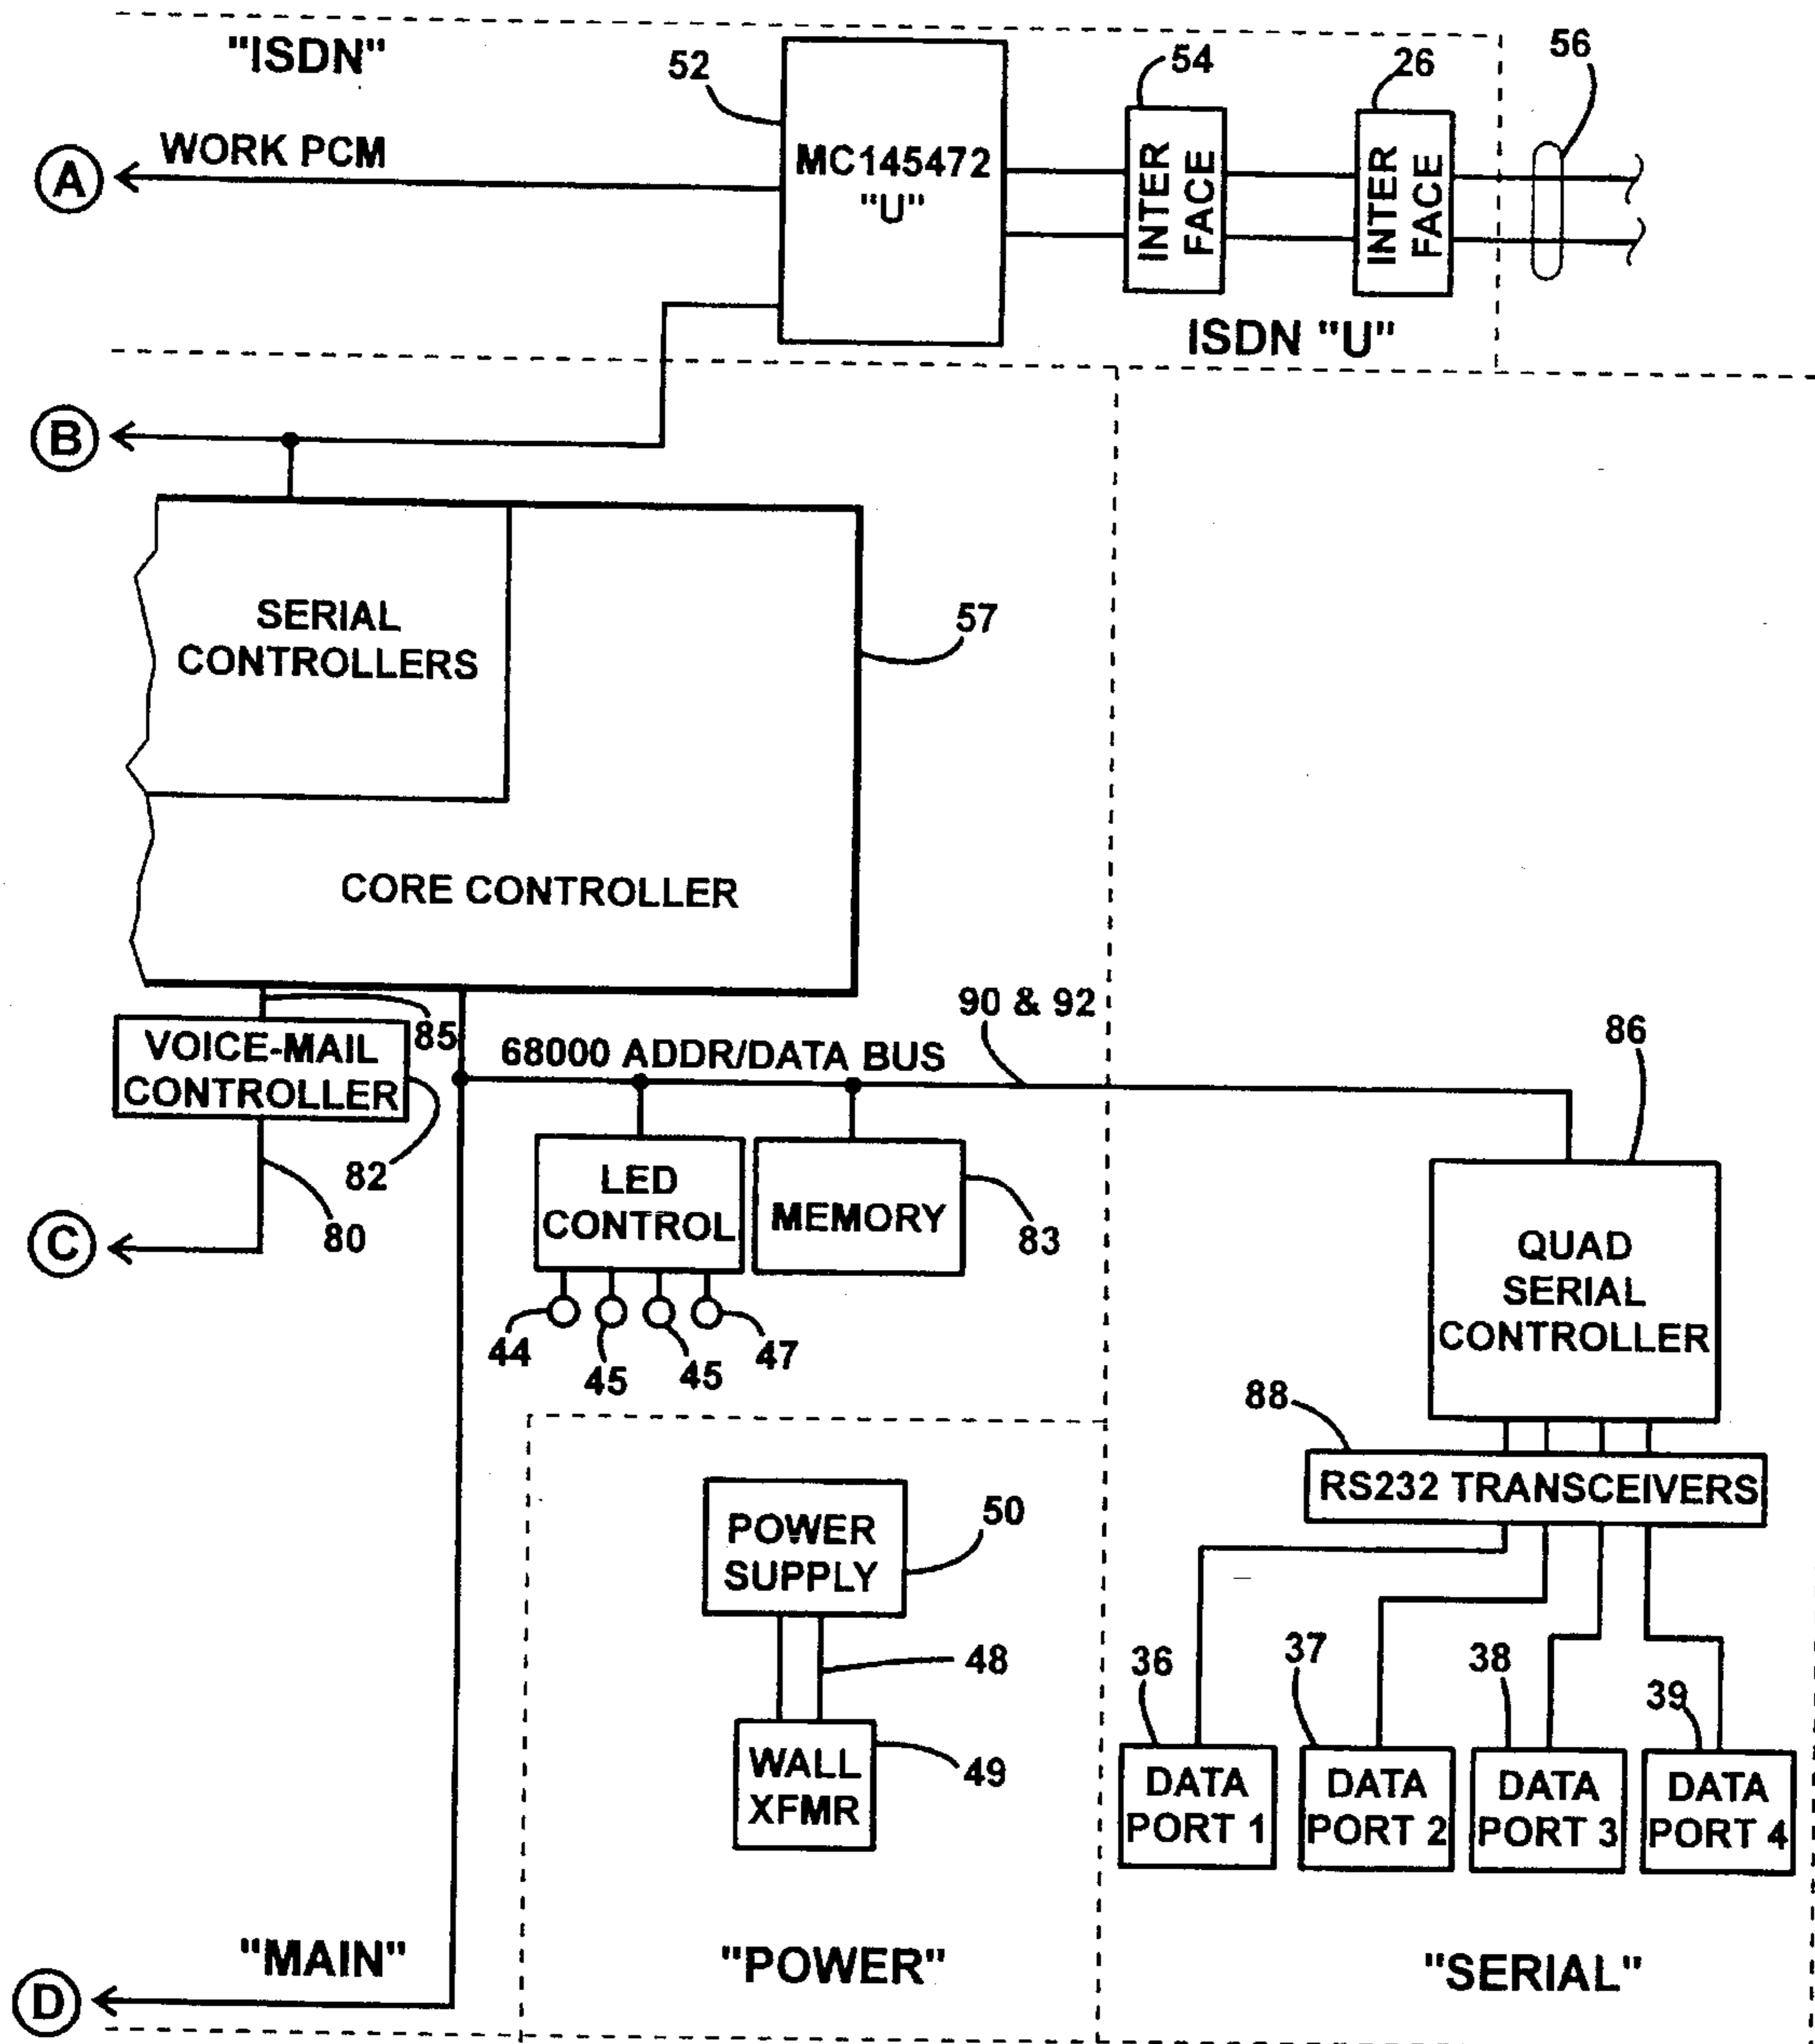 "ISDN"
52
54
26
56
A
WORK PCM
MC145472
"U"
INTER
FACE
INTER
FACE
ISDN "U"
B
SERIAL
CONTROLLERS
57
CORE CONTROLLER
85
VOICE-MAIL
CONTROLLER
82
80
C
68000 ADDR/DATA BUS
90 & 92
86
LED
CONTROL
MEMORY
83
44
45
45
47
QUAD
SERIAL
CONTROLLER
88
RS232 TRANSCEIVERS
POWER
SUPPLY
50
48
WALL
XFMR
49
36
37
38
39
DATA
PORT 1
DATA
PORT 2
DATA
PORT 3
DATA
PORT 4
"MAIN"
"POWER"
"SERIAL"
D